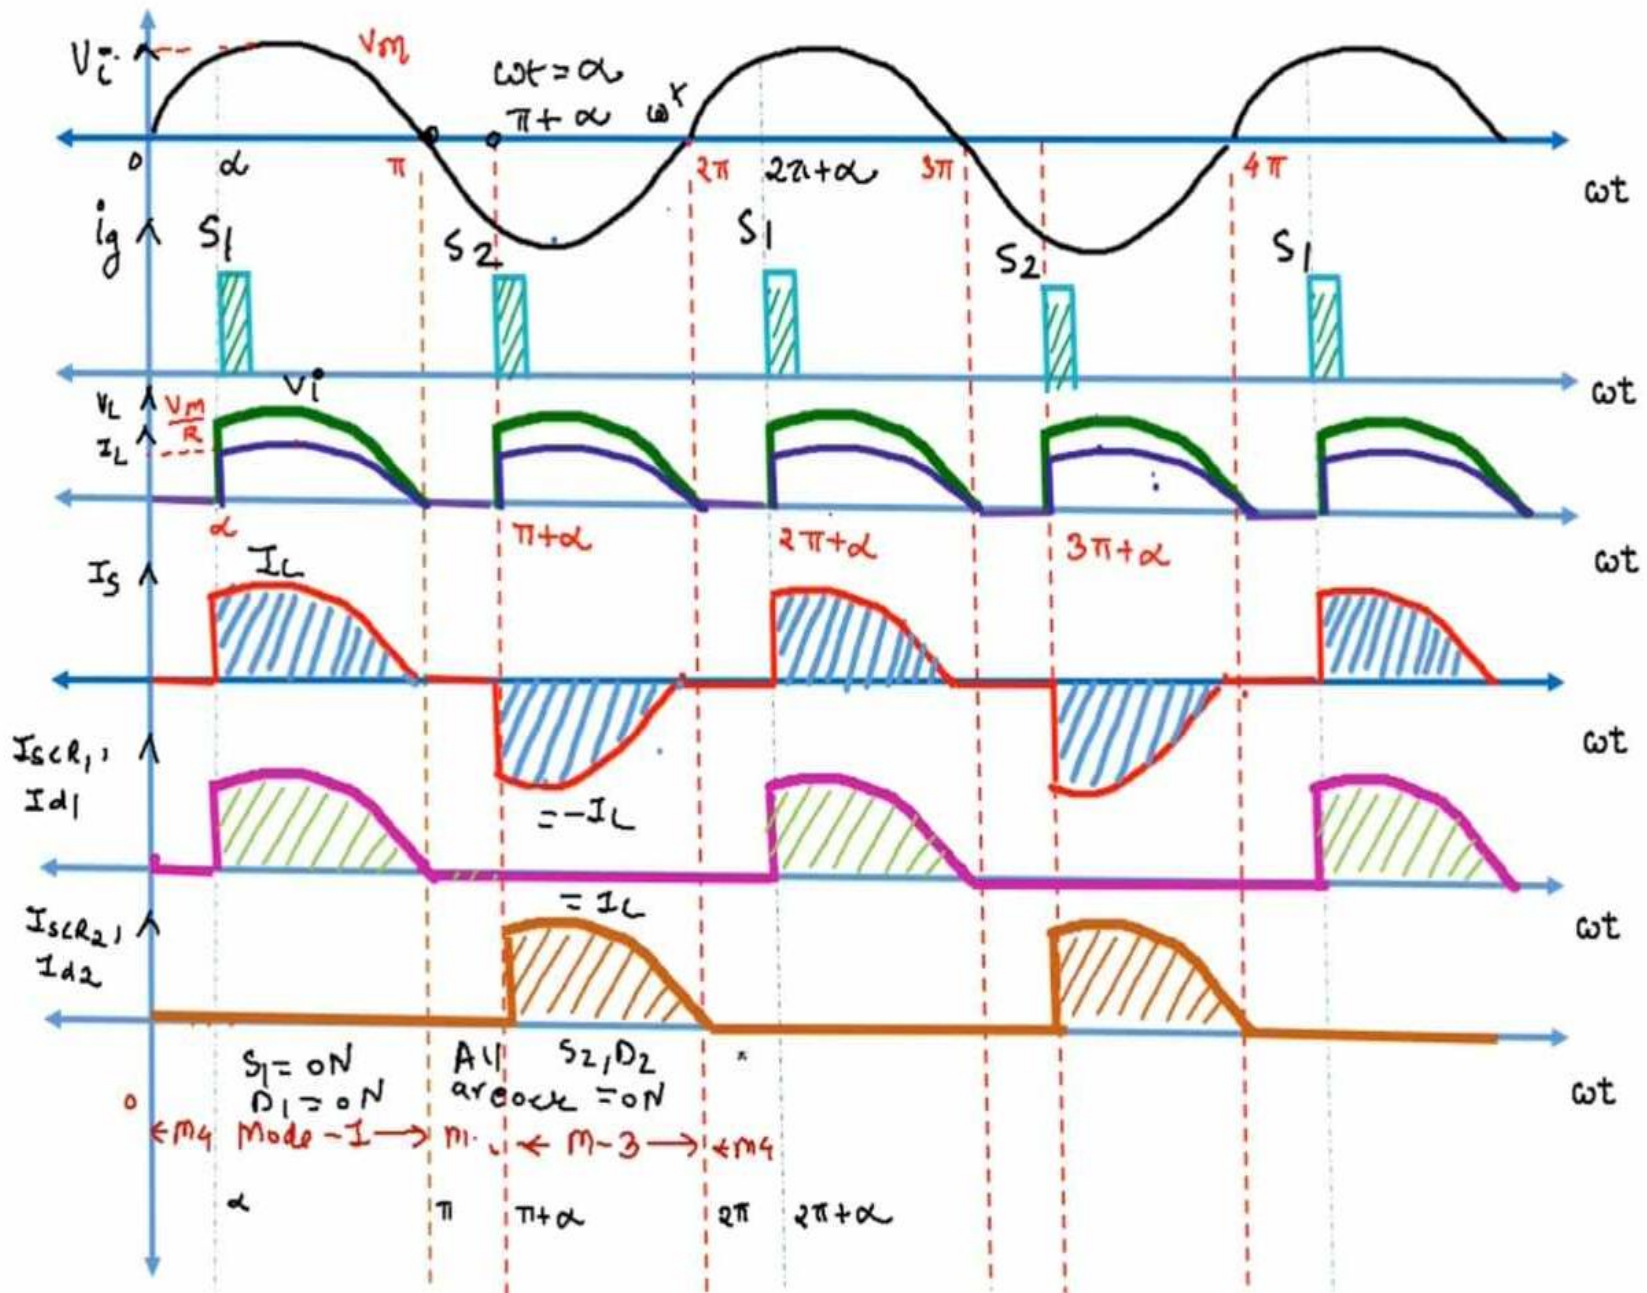 Vi Vm
ωt = α
π + α
0 α π 2π 2π+α 3π 4π
ωt
ig S1 S2 S1 S2 S1
ωt
Vi
VL Vm/R
IL
α π+α 2π+α 3π+α
ωt
IS IL
= -IL
ωt
ISCR1,
Id1
ωt
= IL
ISCR2,
Id2
ωt
S1 = ON All S2, D2
D1 = ON are = ON
0
←M4 Mode-1→ ← M-3 → ←M4
α π π+α 2π 2π+α